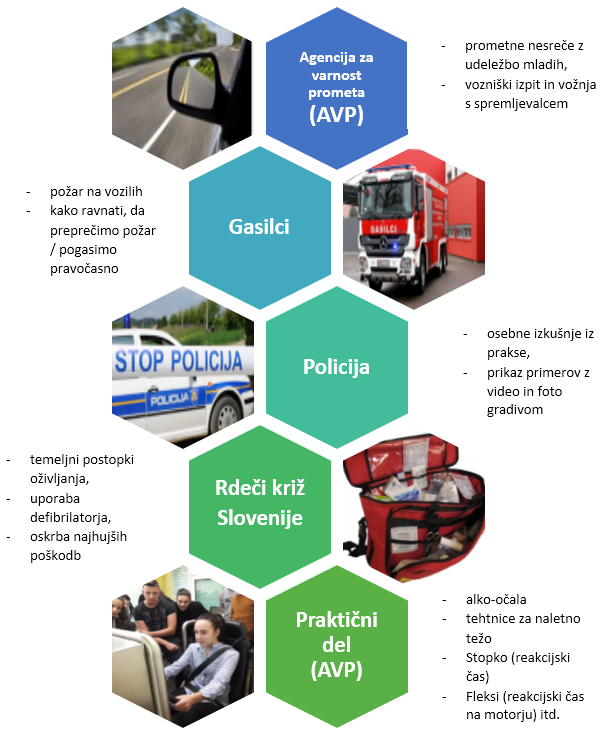 Agencija za
varnost
prometa
(AVP)
- prometne nesreče z
udeležbo mladih,
- vozniški izpit in vožnja
s spremljevalcem
- požar na vozilih
- kako ravnati, da
preprečimo požar
/ pogasimo
pravočasno
Gasilci
GASILCI
STOP POLICIJA
POLICIJA
Policija
- osebne izkušnje iz
prakse,
- prikaz primerov z
video in foto
gradivom
- temeljni postopki
oživljanja,
- uporaba
defibrilatorja,
- oskrba najhujših
poškodb
Rdeči križ
Slovenije
Praktični
del
(AVP)
- alko-očala
- tehtnice za naletno
težo
- Stopko (reakcijski
čas)
- Fleksi (reakcijski čas
na motorju) itd.